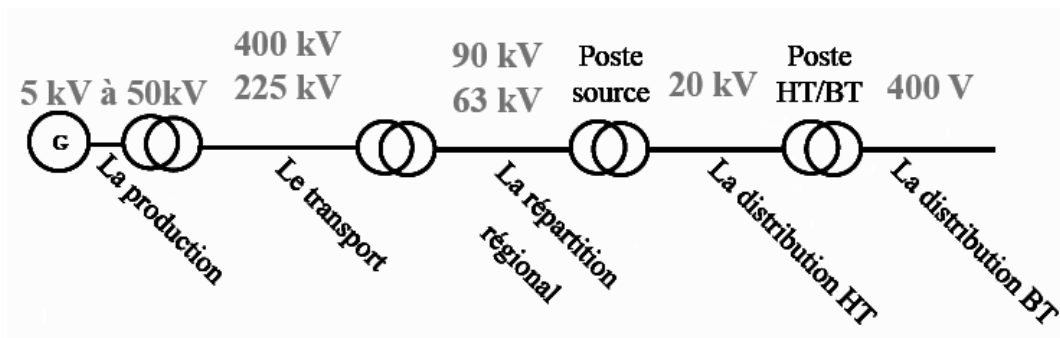 5 kV à 50kV
400 kV
225 kV
90 kV
63 kV
Poste
source
20 kV
Poste
HT/BT
400 V
G
La production
Le transport
La répartition
régional
La distribution HT
La distribution BT